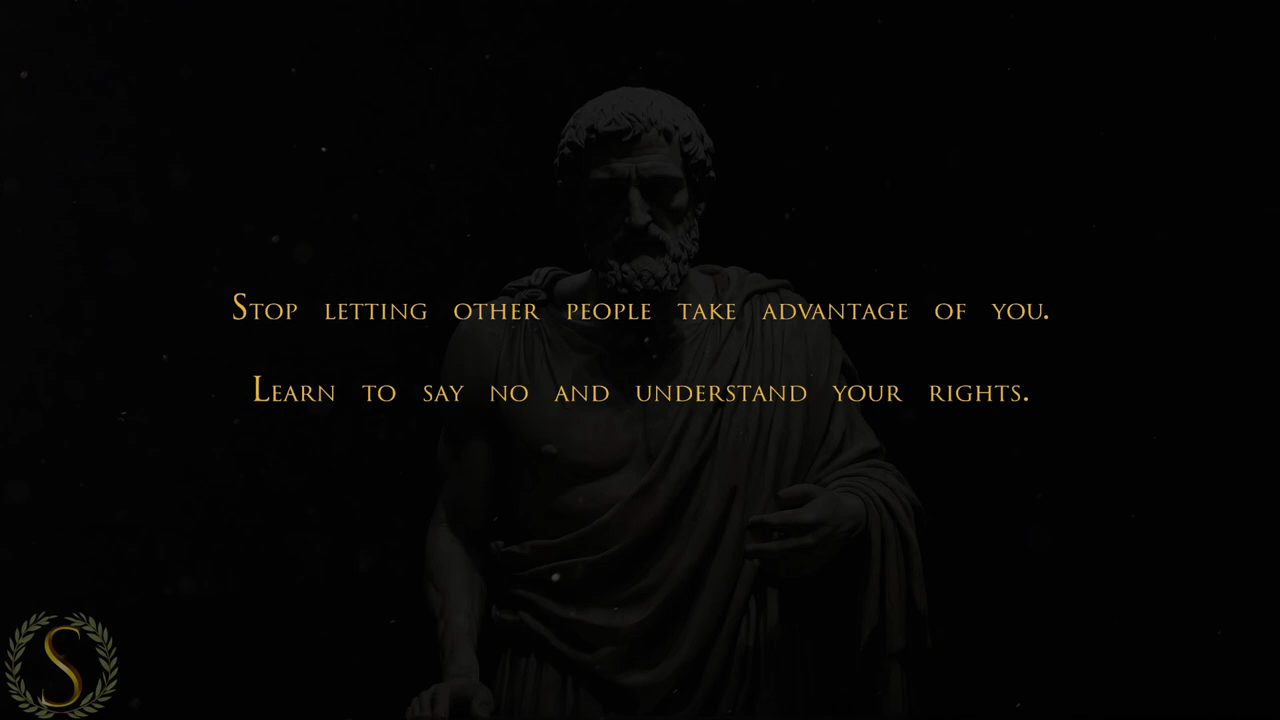 Stop letting other people take advantage of you.
Learn to say no and understand your rights.
S